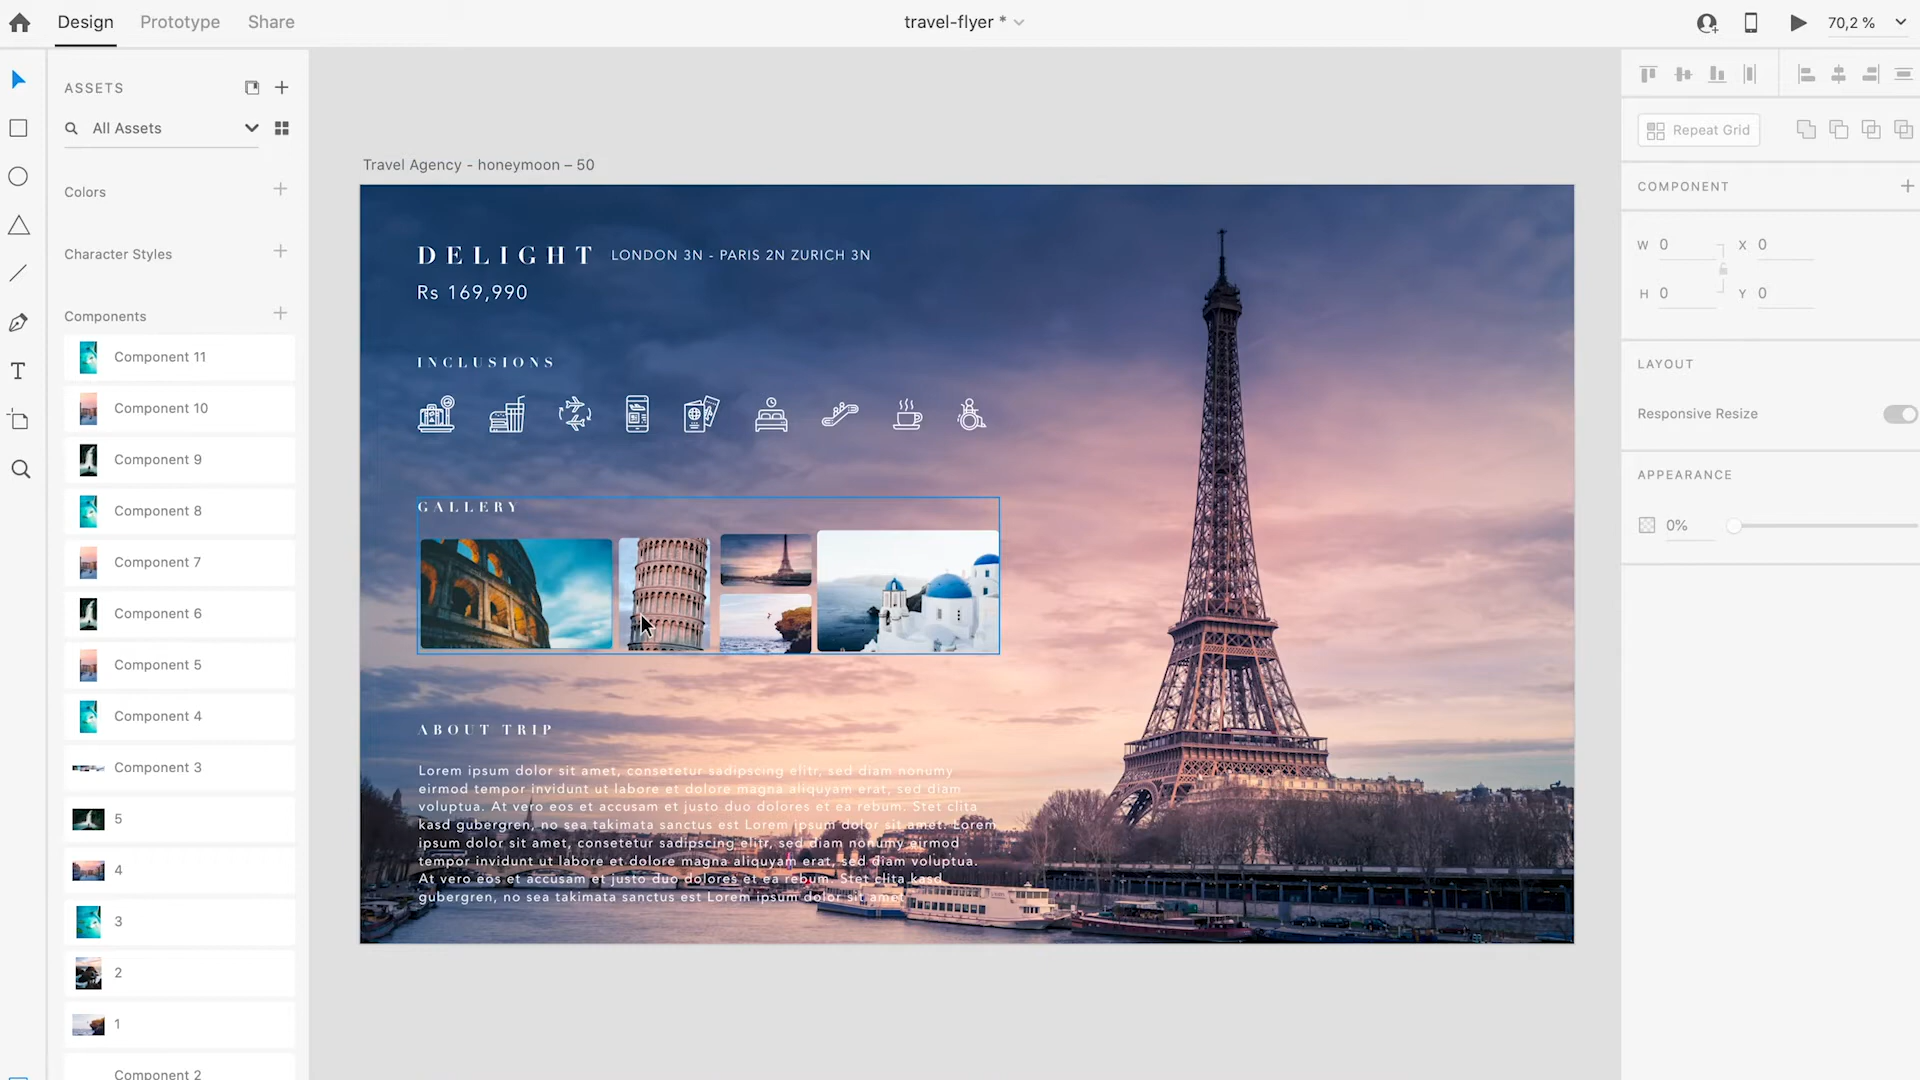 Design
Prototype
Share
travel-flyer *
70,2 %
ASSETS
All Assets
Colors
Character Styles
Components
Component 11
Component 10
Component 9
Component 8
Component 7
Component 6
Component 5
Component 4
Component 3
5
4
3
2
1
Component 2
Travel Agency - honeymoon – 50
DELIGHT LONDON 3N - PARIS 2N ZURICH 3N
Rs 169,990
INCLUSIONS
GALLERY
ABOUT TRIP
Lorem ipsum dolor sit amet, consetetur sadipscing elitr, sed diam nonumy
eirmod tempor invidunt ut labore et dolore magna aliquyam erat, sed diam
voluptua. At vero eos et accusam et justo duo dolores et ea rebum. Stet clita
kasd gubergren, no sea takimata sanctus est Lorem ipsum dolor sit amet. Lorem
ipsum dolor sit amet, consetetur sadipscing elitr, sed diam nonumy eirmod
tempor invidunt ut labore et dolore magna aliquyam erat, sed diam voluptua.
At vero eos et accusam et justo duo dolores et ea rebum. Stet clita kasd
gubergren, no sea takimata sanctus est Lorem ipsum dolor sit amet
Repeat Grid
COMPONENT
W 0
X 0
H 0
Y 0
LAYOUT
Responsive Resize
APPEARANCE
0%